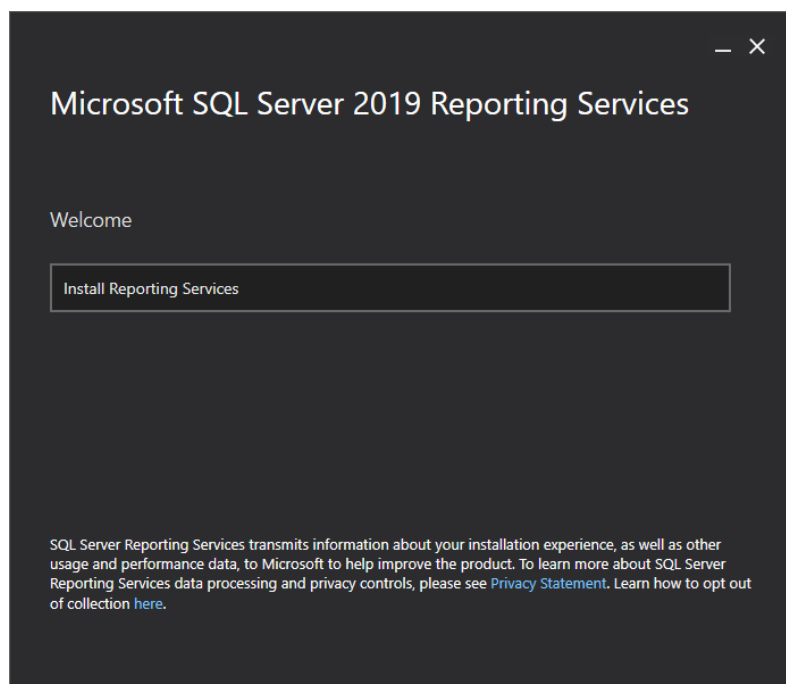 Microsoft SQL Server 2019 Reporting Services
Welcome
Install Reporting Services
SQL Server Reporting Services transmits information about your installation experience, as well as other
usage and performance data, to Microsoft to help improve the product. To learn more about SQL Server
Reporting Services data processing and privacy controls, please see Privacy Statement. Learn how to opt out
of collection here.